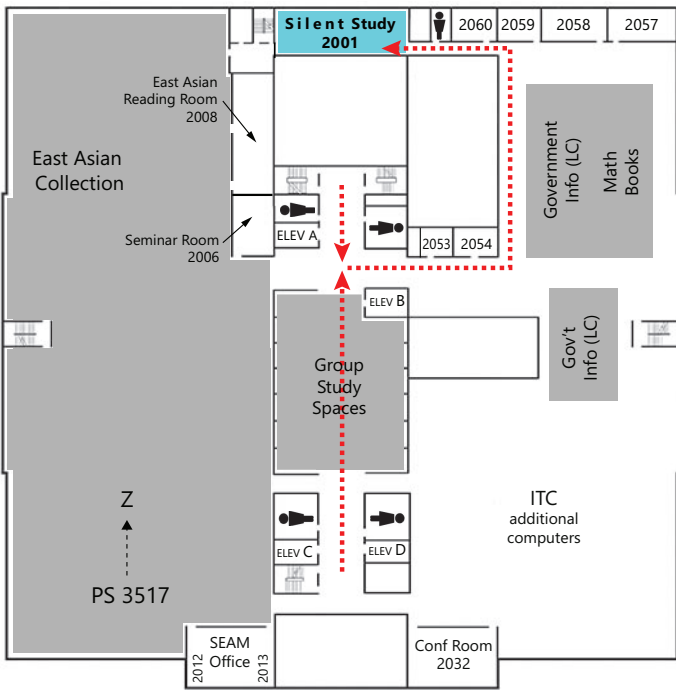 Silent Study
2001
2060
2059
2058
2057
East Asian
Reading Room
2008
East Asian
Collection
Government
Info (LC)
Math
Books
ELEV A
Seminar Room
2006
2053
2054
ELEV B
Gov't
Info (LC)
Group
Study
Spaces
Z
PS 3517
ITC
additional
computers
ELEV C
ELEV D
SEAM
Office
2012
2013
Conf Room
2032